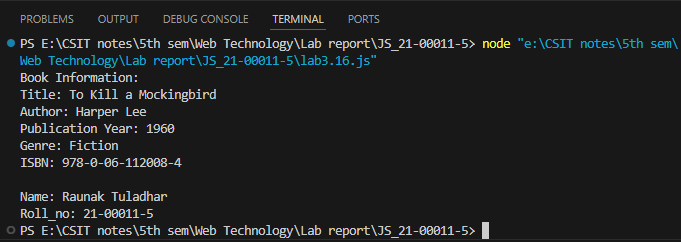 PROBLEMS OUTPUT DEBUG CONSOLE TERMINAL PORTS
PS E:\CSIT notes\5th sem\Web Technology\Lab report\JS_21-00011-5> node "e:\CSIT notes\5th sem\
Web Technology\Lab report\JS_21-00011-5\lab3.16.js"
Book Information:
Title: To Kill a Mockingbird
Author: Harper Lee
Publication Year: 1960
Genre: Fiction
ISBN: 978-0-06-112008-4
Name: Raunak Tuladhar
Roll_no: 21-00011-5
PS E:\CSIT notes\5th sem\Web Technology\Lab report\JS_21-00011-5>